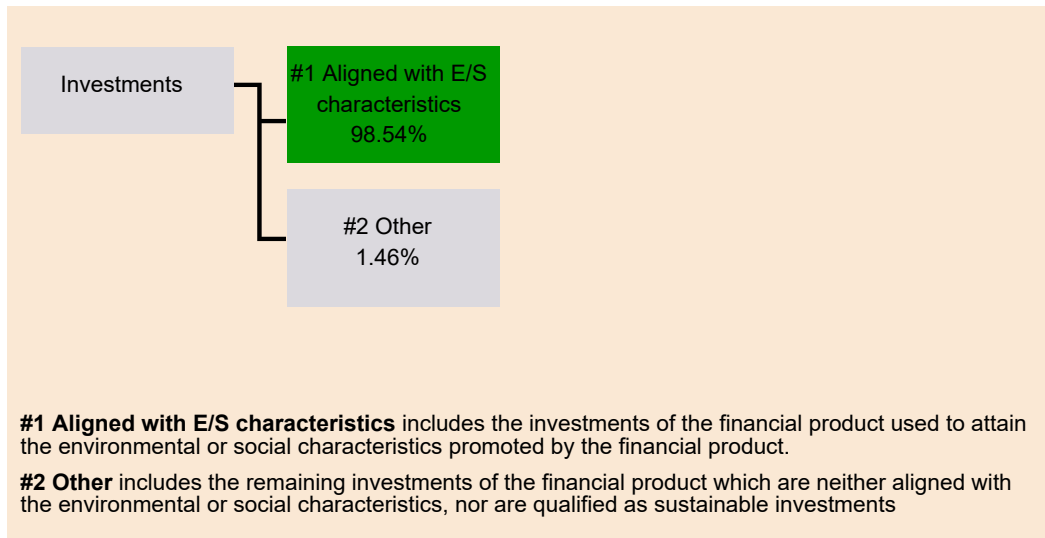 Investments
#1 Aligned with E/S
characteristics
98.54%
#2 Other
1.46%
#1 Aligned with E/S characteristics includes the investments of the financial product used to attain
the environmental or social characteristics promoted by the financial product.
#2 Other includes the remaining investments of the financial product which are neither aligned with
the environmental or social characteristics, nor are qualified as sustainable investments